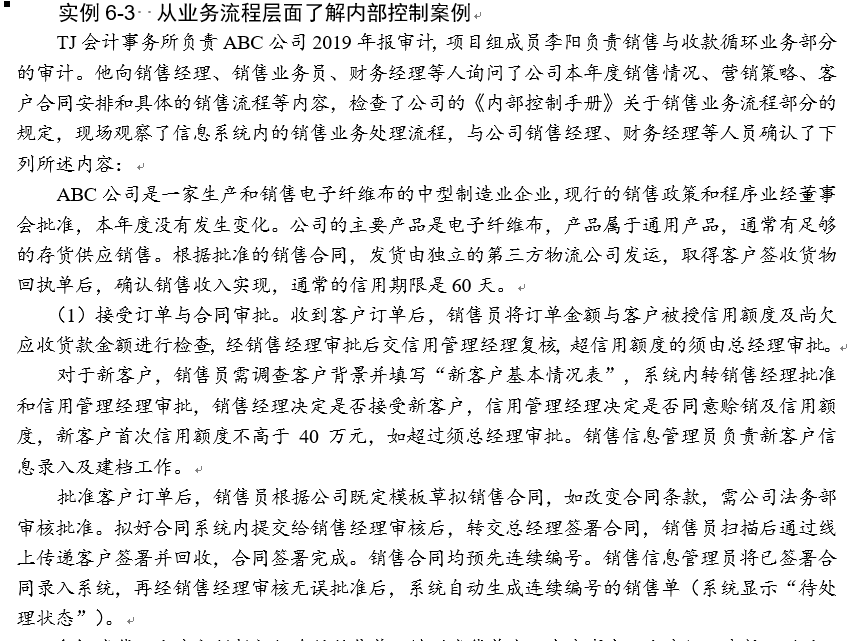 实例 6-3 从业务流程层面了解内部控制案例
TJ 会计事务所负责 ABC 公司 2019 年报审计, 项目组成员李阳负责销售与收款循环业务部分
的审计。他向销售经理、销售业务员、财务经理等人询问了公司本年度销售情况、营销策略、客
户合同安排和具体的销售流程等内容，检查了公司的《内部控制手册》关于销售业务流程部分的
规定，现场观察了信息系统内的销售业务处理流程，与公司销售经理、财务经理等人员确认了下
列所述内容：
ABC 公司是一家生产和销售电子纤维布的中型制造业企业, 现行的销售政策和程序业经董事
会批准，本年度没有发生变化。公司的主要产品是电子纤维布，产品属于通用产品，通常有足够
的存货供应销售。根据批准的销售合同，发货由独立的第三方物流公司发运，取得客户签收货物
回执单后，确认销售收入实现，通常的信用期限是 60 天。
（1）接受订单与合同审批。收到客户订单后，销售员将订单金额与客户被授信用额度及尚欠
应收货款金额进行检查, 经销售经理审批后交信用管理经理复核, 超信用额度的须由总经理审批。
对于新客户，销售员需调查客户背景并填写“新客户基本情况表”，系统内转销售经理批准
和信用管理经理审批，销售经理决定是否接受新客户，信用管理经理决定是否同意赊销及信用额
度，新客户首次信用额度不高于 40 万元，如超过须总经理审批。销售信息管理员负责新客户信
息录入及建档工作。
批准客户订单后，销售员根据公司既定模板草拟销售合同，如改变合同条款，需公司法务部
审核批准。拟好合同系统内提交给销售经理审核后，转交总经理签署合同，销售员扫描后通过线
上传递客户签署并回收，合同签署完成。销售合同均预先连续编号。销售信息管理员将已签署合
同录入系统，再经销售经理审核无误批准后，系统自动生成连续编号的销售单（系统显示“待处
理状态”）。